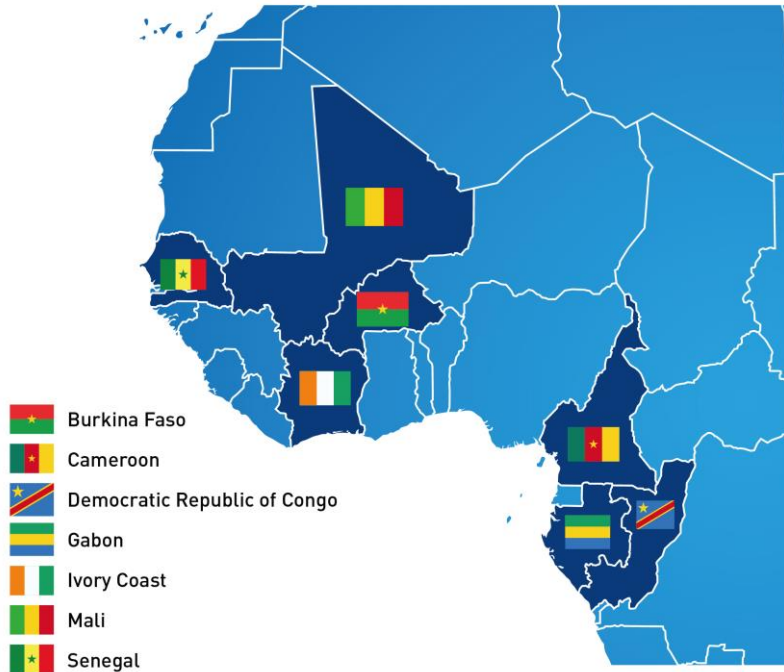 Burkina Faso
Cameroon
Democratic Republic of Congo
Gabon
Ivory Coast
Mali
Senegal